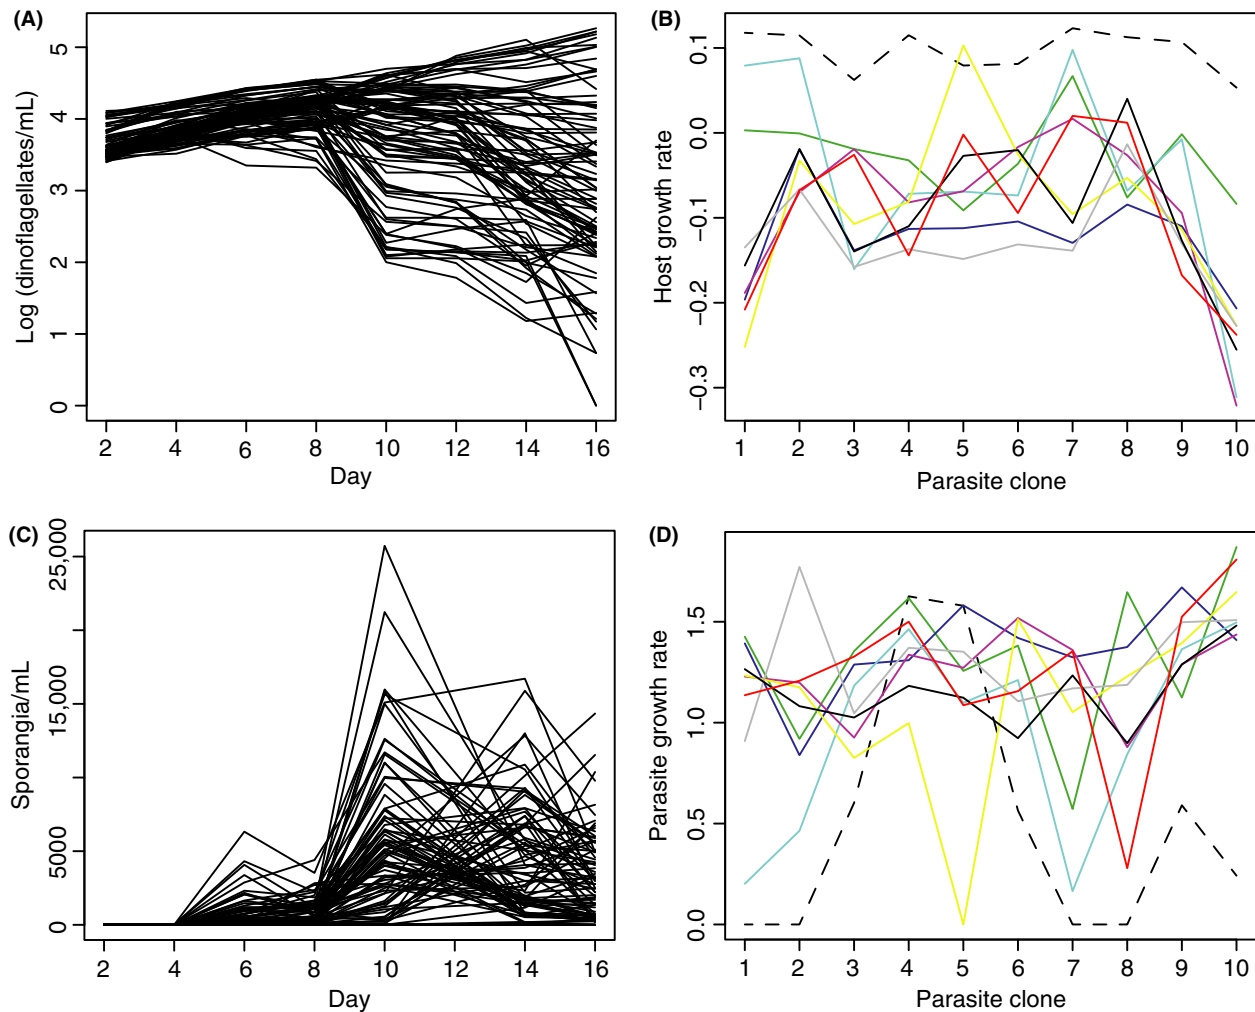 (A)
Log (dinoflagellates/mL)
5
4
3
2
1
0
2 4 6 8 10 12 14 16
Day
(B)
Host growth rate
0.1
0.0
−0.1
−0.2
−0.3
1 2 3 4 5 6 7 8 9 10
Parasite clone
(C)
Sporangia/mL
25,000
15,000
5000
0
2 4 6 8 10 12 14 16
Day
(D)
Parasite growth rate
1.5
1.0
0.5
0.0
1 2 3 4 5 6 7 8 9 10
Parasite clone